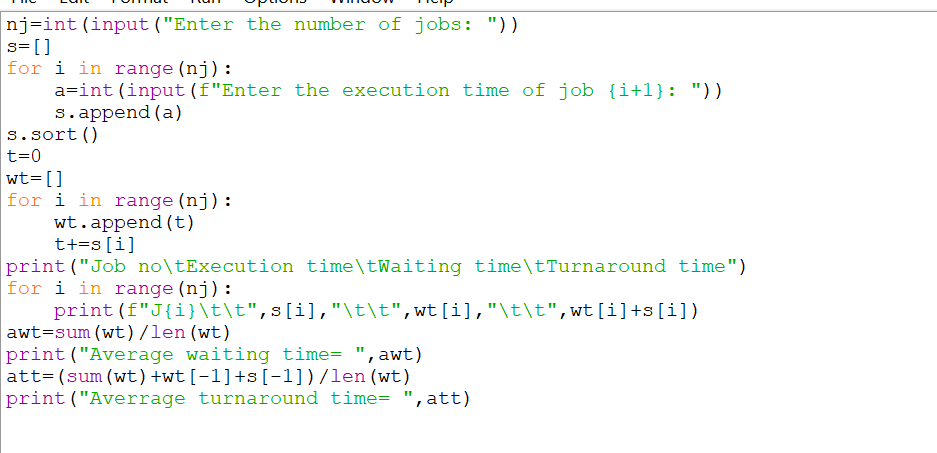 File Edit Format Run Options Window Help
nj=int(input("Enter the number of jobs: "))
s=[]
for i in range(nj):
    a=int(input(f"Enter the execution time of job {i+1}: "))
    s.append(a)
s.sort()
t=0
wt=[]
for i in range(nj):
    wt.append(t)
    t+=s[i]
print("Job no\tExecution time\tWaiting time\tTurnaround time")
for i in range(nj):
    print(f"J{i}\t\t",s[i],"\t\t",wt[i],"\t\t",wt[i]+s[i])
awt=sum(wt)/len(wt)
print("Average waiting time= ",awt)
att=(sum(wt)+wt[-1]+s[-1])/len(wt)
print("Averrage turnaround time= ",att)